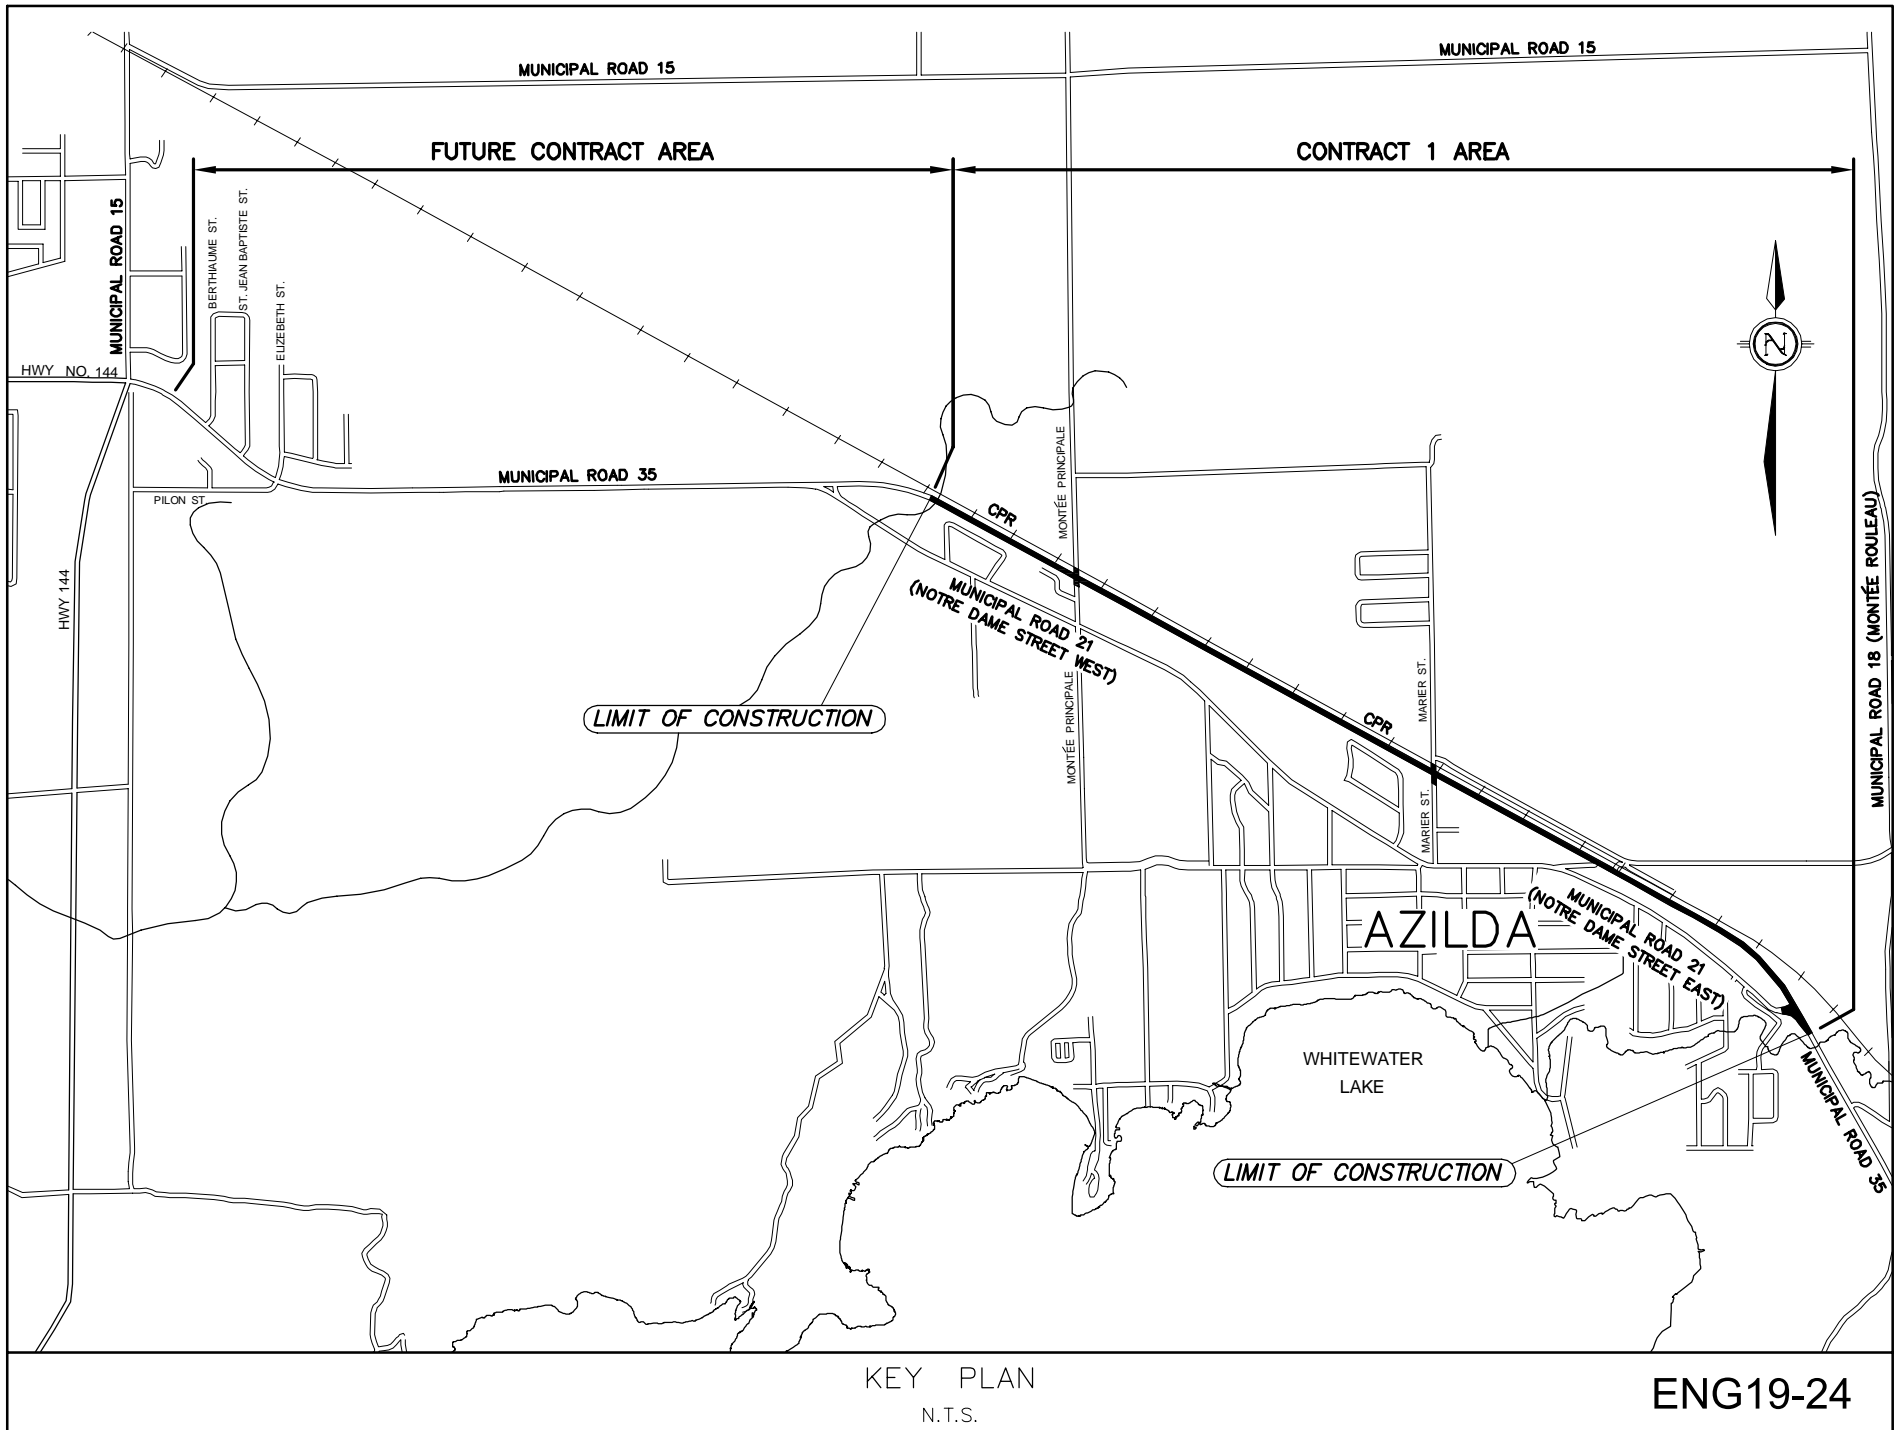 MUNICIPAL ROAD 15
MUNICIPAL ROAD 15
FUTURE CONTRACT AREA
CONTRACT 1 AREA
MUNICIPAL ROAD 15
BERTHIAUME ST.
ST. JEAN BAPTISTE ST.
ELIZEBETH ST.
N
HWY NO. 144
MUNICIPAL ROAD 35
PILON ST.
CPR
MONTÉE PRINCIPALE
MUNICIPAL ROAD 18 (MONTÉE ROULEAU)
HWY 144
MUNICIPAL ROAD 21
(NOTRE DAME STREET WEST)
MONTÉE PRINCIPALE
MARIER ST.
LIMIT OF CONSTRUCTION
CPR
MARIER ST.
AZILDA
MUNICIPAL ROAD 21
(NOTRE DAME STREET EAST)
WHITEWATER
LAKE
MUNICIPAL ROAD 35
LIMIT OF CONSTRUCTION
KEY PLAN
N.T.S.
ENG19-24